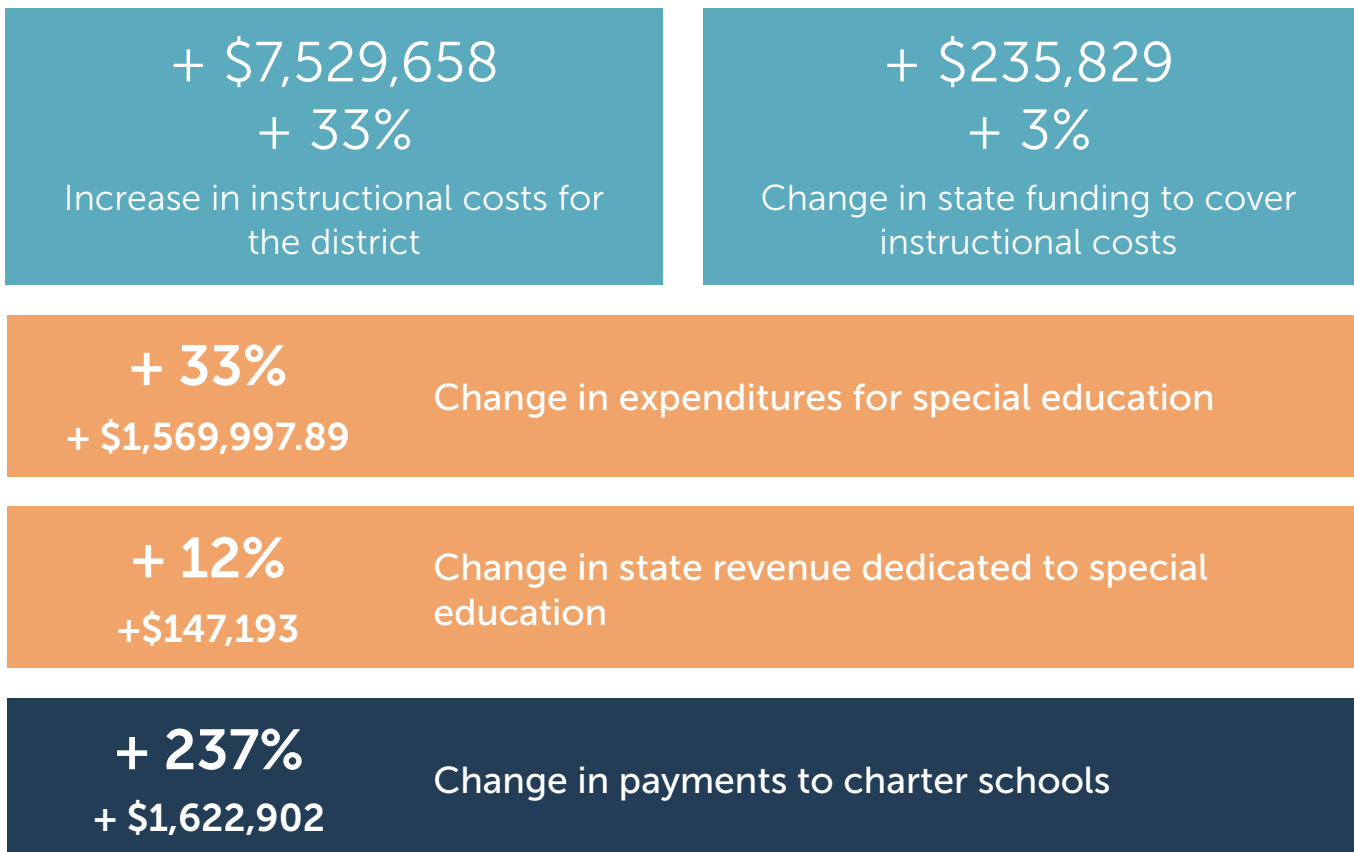 + $7,529,658
+ 33%
Increase in instructional costs for
the district
+ $235,829
+ 3%
Change in state funding to cover
instructional costs
+ 33%
+ $1,569,997.89
Change in expenditures for special education
+ 12%
+$147,193
Change in state revenue dedicated to special
education
+ 237%
+ $1,622,902
Change in payments to charter schools